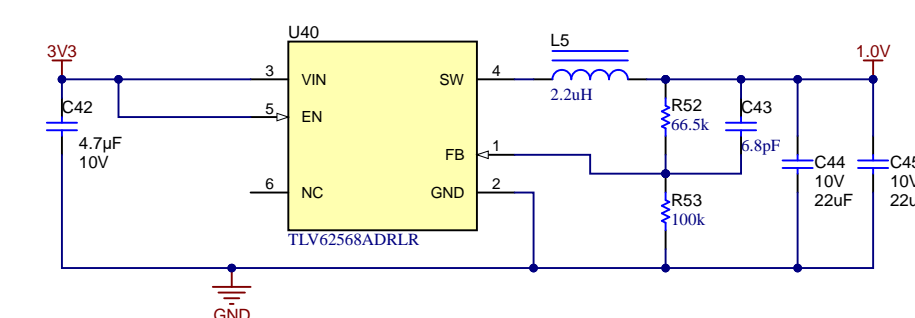 U40
3V3
L5
1.0V
3
VIN
SW
4
C42
5
EN
2.2uH
R52
66.5k
C43
4.7µF
10V
FB
1
6.8pF
C44
10V
22uF
C45
10V
22u
6
NC
GND
2
R53
100k
TLV62568ADRLR
GND